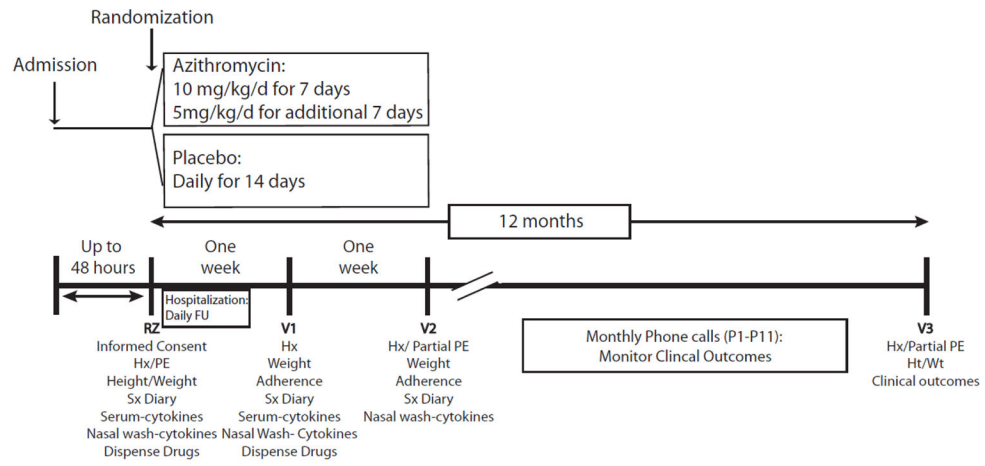 Randomization
Admission
Azithromycin:
10 mg/kg/d for 7 days
5mg/kg/d for additional 7 days
Placebo:
Daily for 14 days
12 months
Up to
48 hours
One
week
One
week
Hospitalization:
Daily FU
RZ
Informed Consent
Hx/PE
Height/Weight
Sx Diary
Serum-cytokines
Nasal wash-cytokines
Dispense Drugs
V1
Hx
Weight
Adherence
Sx Diary
Serum-cytokines
Nasal Wash- Cytokines
Dispense Drugs
V2
Hx/ Partial PE
Weight
Adherence
Sx Diary
Nasal wash-cytokines
Monthly Phone calls (P1-P11):
Monitor Clincal Outcomes
V3
Hx/Partial PE
Ht/Wt
Clinical outcomes